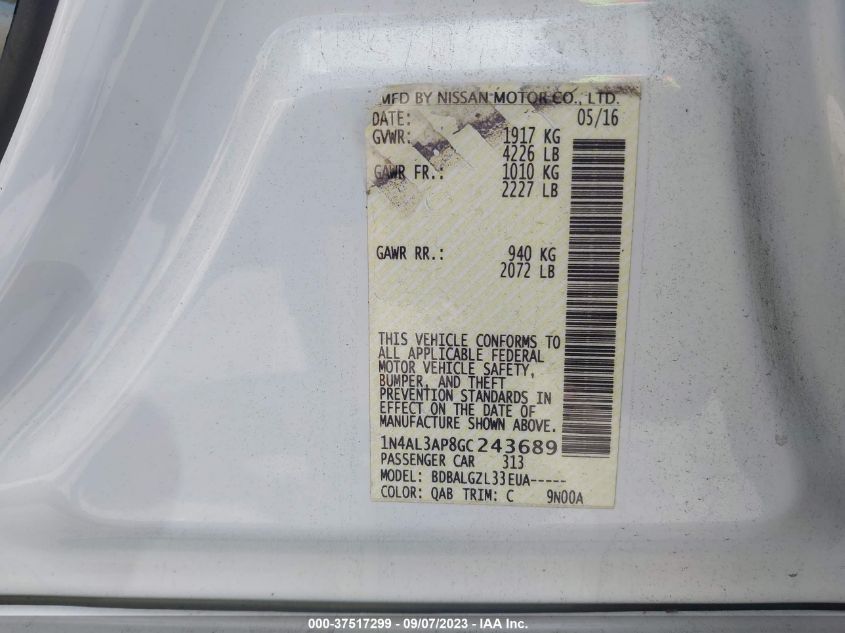 MFD BY NISSAN MOTOR CO., LTD.
DATE: 05/16
GVWR: 1917 KG
4226 LB
GAWR FR.: 1010 KG
2227 LB
GAWR RR.: 940 KG
2072 LB
THIS VEHICLE CONFORMS TO
ALL APPLICABLE FEDERAL
MOTOR VEHICLE SAFETY,
BUMPER, AND THEFT
PREVENTION STANDARDS IN
EFFECT ON THE DATE OF
MANUFACTURE SHOWN ABOVE.
1N4AL3AP8GC243689
PASSENGER CAR 313
MODEL: BDBALGZL33EUA-----
COLOR: QAB TRIM: C 9N00A
000-37517299 - 09/07/2023 - IAA Inc.